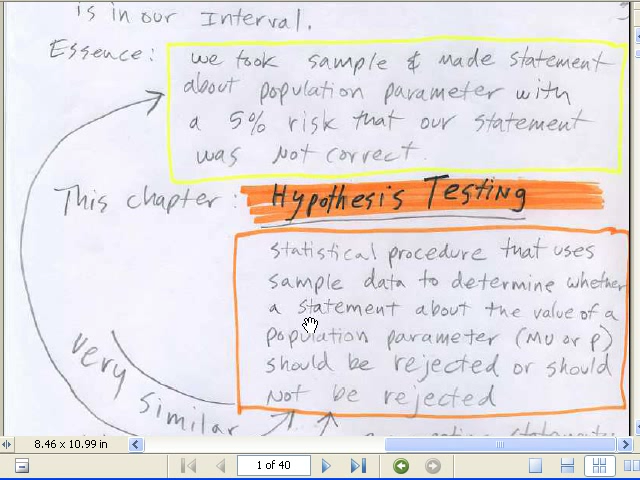 is in our Interval.
Essence: we took sample & made statement
about population parameter with
a 5% risk that our statement
was not correct.
This chapter: Hypothesis Testing
statistical procedure that uses
sample data to determine whether
a statement about the value of a
population parameter (Mu or p)
should be rejected or should
not be rejected
Very Similar
8.46 x 10.99 in
1 of 40